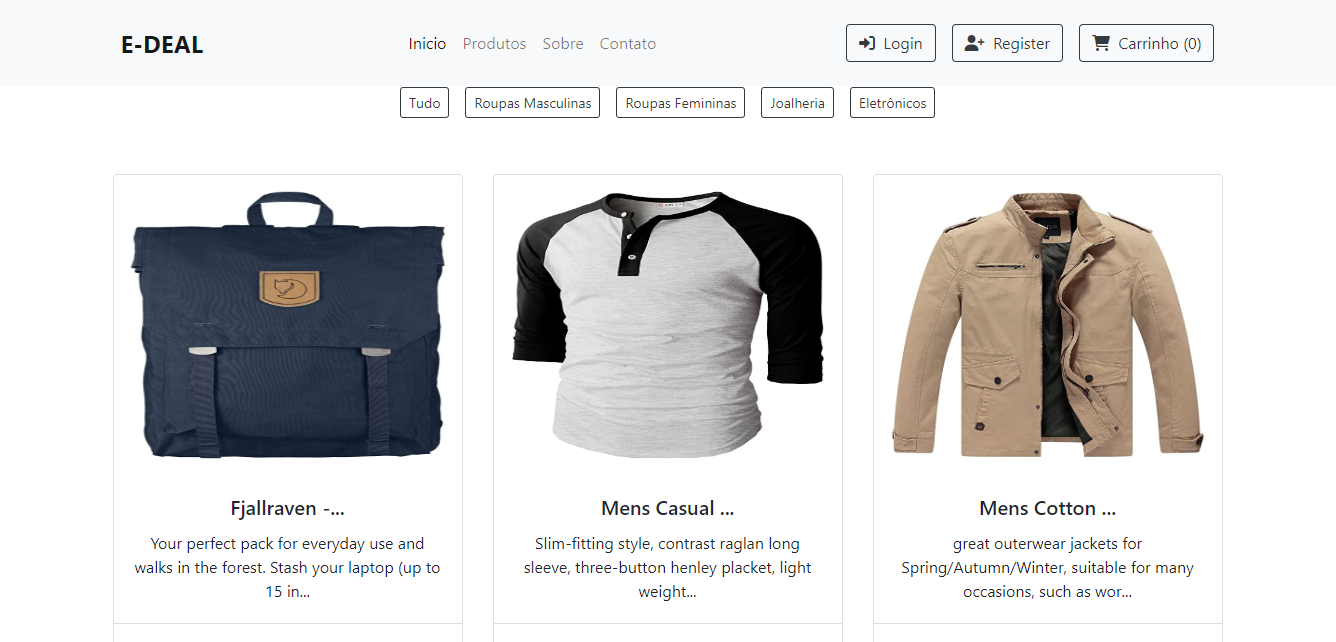 E-DEAL
Inicio
Produtos
Sobre
Contato
Login
Register
Carrinho (0)
Tudo
Roupas Masculinas
Roupas Femininas
Joalheria
Eletrônicos
Fjallraven -...
Your perfect pack for everyday use and
walks in the forest. Stash your laptop (up to
15 in...
Mens Casual ...
Slim-fitting style, contrast raglan long
sleeve, three-button henley placket, light
weight...
Mens Cotton ...
great outerwear jackets for
Spring/Autumn/Winter, suitable for many
occasions, such as wor...